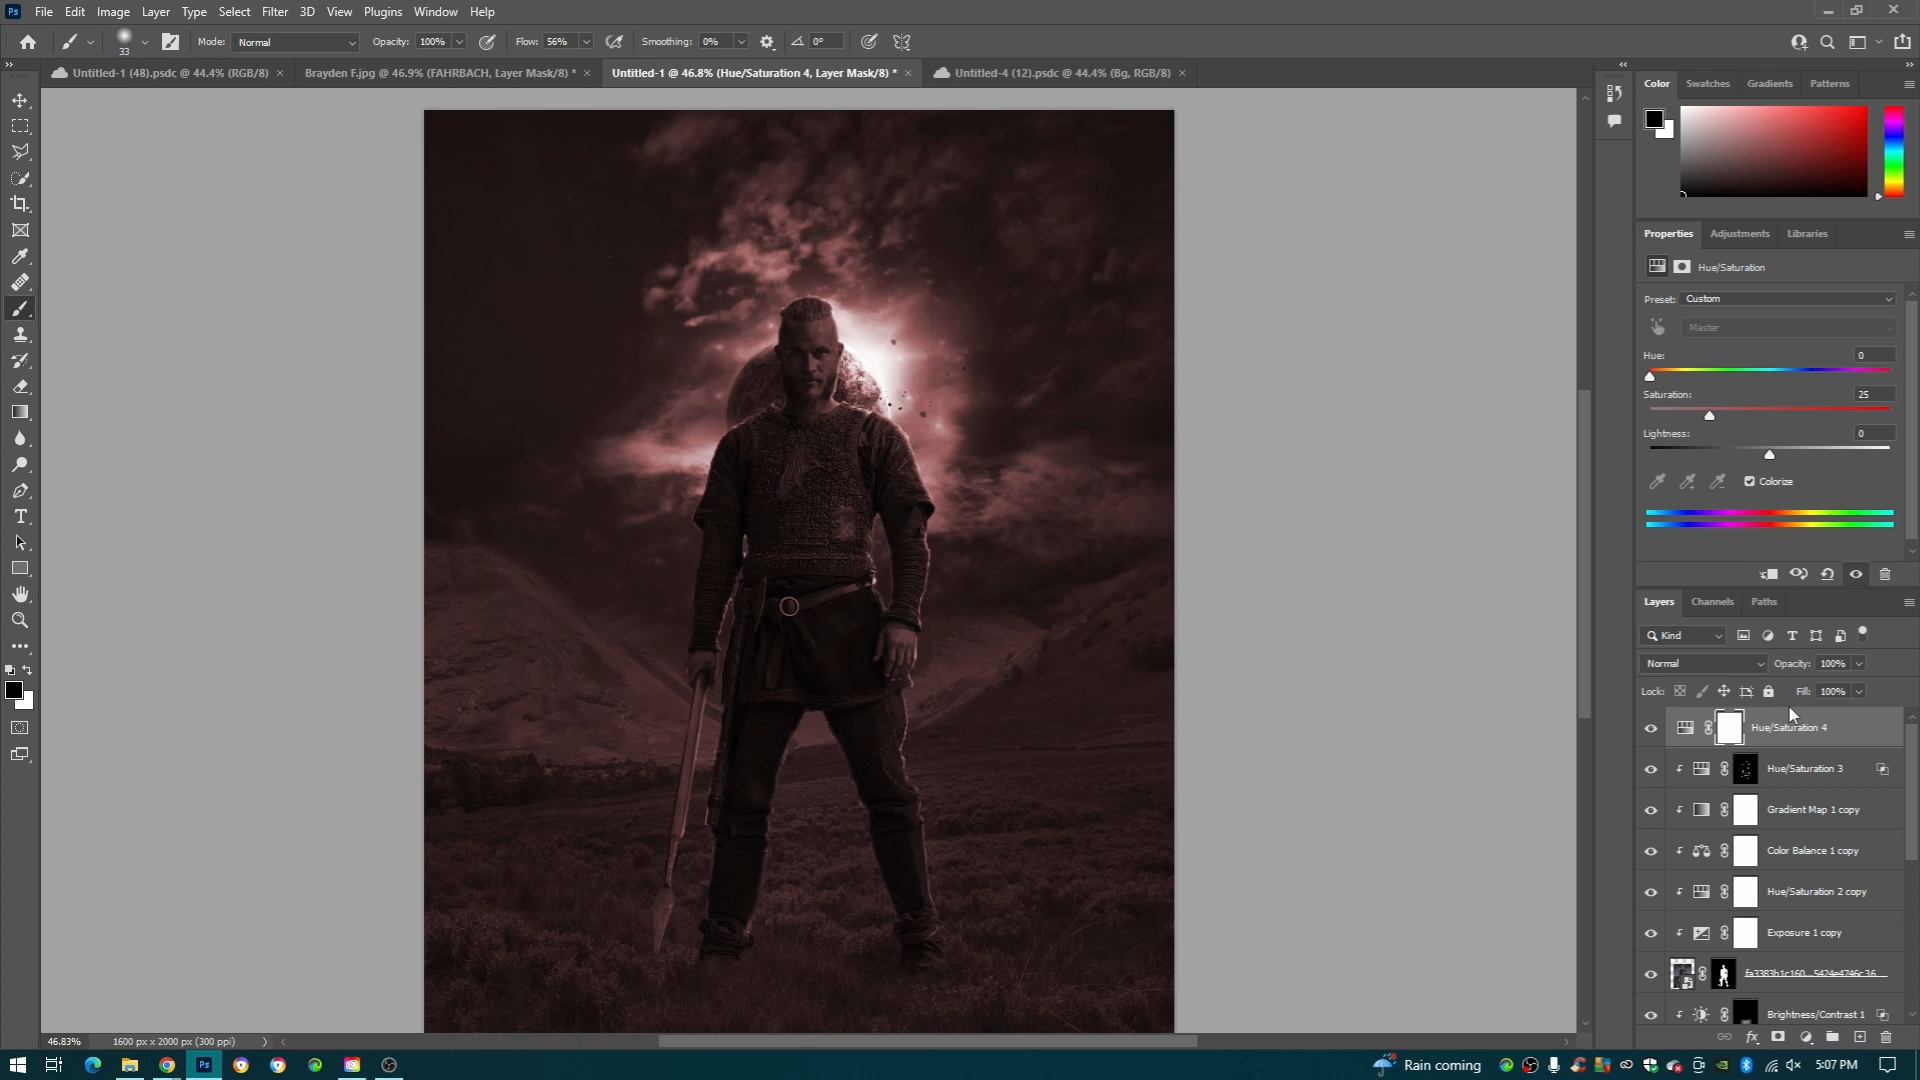 Ps File Edit Image Layer Type Select Filter 3D View Plugins Window Help
33 Mode: Normal Opacity: 100% Flow: 56% Smoothing: 0% 0°
Untitled-1 (48).psdc @ 44.4% (RGB/8) × Brayden F.jpg @ 46.9% (FAHRBACH, Layer Mask/8) * × Untitled-1 @ 46.8% (Hue/Saturation 4, Layer Mask/8) * × Untitled-4 (12).psdc @ 44.4% (Bg, RGB/8) ×
Color Swatches Gradients Patterns
Properties Adjustments Libraries
Hue/Saturation
Preset: Custom
Master
Hue: 0
Saturation: 25
Lightness: 0
Colorize
Layers Channels Paths
Kind
Normal Opacity: 100%
Lock: Fill: 100%
Hue/Saturation 4
Hue/Saturation 3
Gradient Map 1 copy
Color Balance 1 copy
Hue/Saturation 2 copy
Exposure 1 copy
fa3383b1c160...5424e4746c36
Brightness/Contrast 1
46.83% 1600 px x 2000 px (300 ppi)
Ps Rain coming 5:07 PM